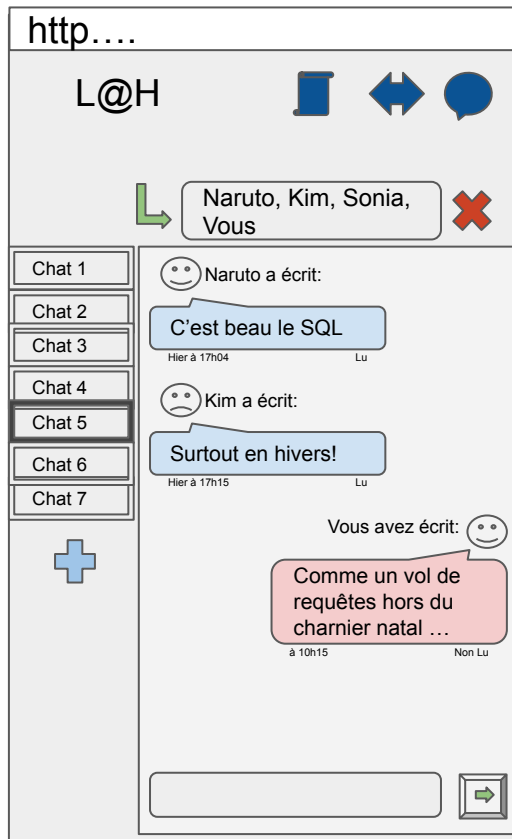 http….
L@H
Naruto, Kim, Sonia,
Vous
Chat 1
Chat 2
Chat 3
Chat 4
Chat 5
Chat 6
Chat 7
Naruto a écrit:
C’est beau le SQL
Hier à 17h04 Lu
Kim a écrit:
Surtout en hivers!
Hier à 17h15 Lu
Vous avez écrit:
Comme un vol de
requêtes hors du
charnier natal …
à 10h15 Non Lu